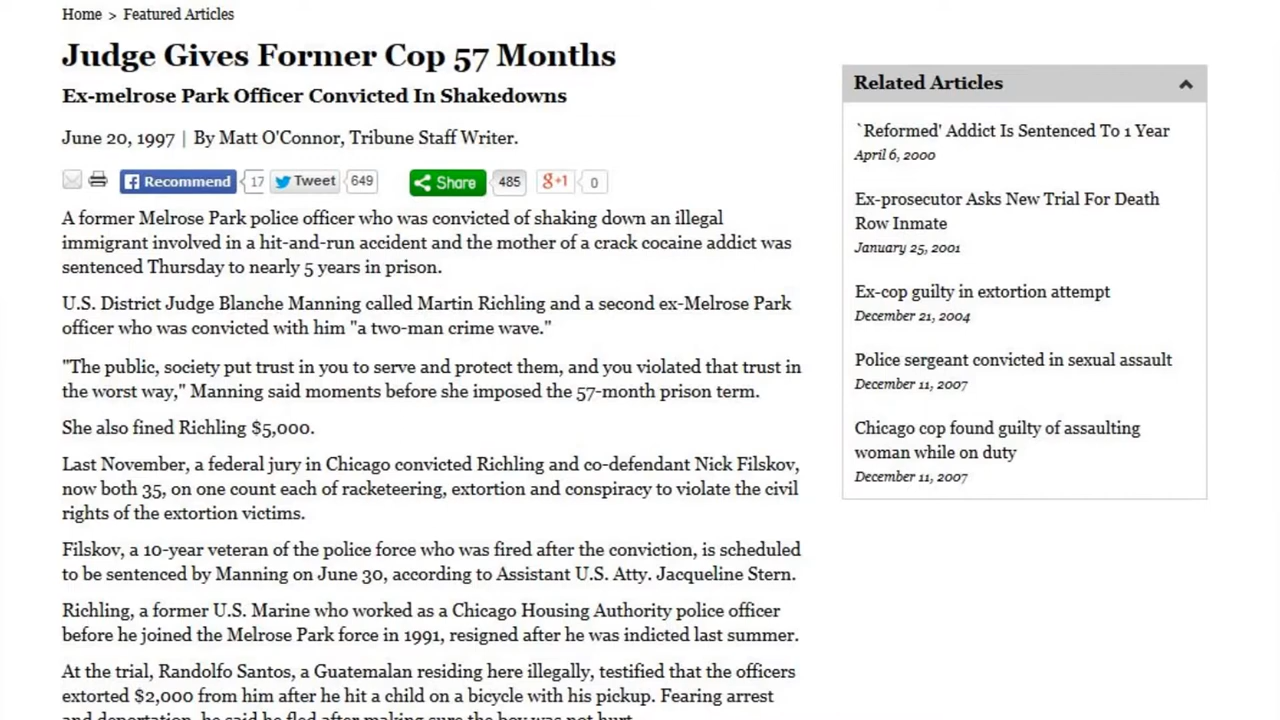 Home > Featured Articles
Judge Gives Former Cop 57 Months
Ex-melrose Park Officer Convicted In Shakedowns
June 20, 1997 | By Matt O'Connor, Tribune Staff Writer.
Recommend 17 Tweet 649 Share 485 g+1 0
A former Melrose Park police officer who was convicted of shaking down an illegal
immigrant involved in a hit-and-run accident and the mother of a crack cocaine addict was
sentenced Thursday to nearly 5 years in prison.
U.S. District Judge Blanche Manning called Martin Richling and a second ex-Melrose Park
officer who was convicted with him "a two-man crime wave."
"The public, society put trust in you to serve and protect them, and you violated that trust in
the worst way," Manning said moments before she imposed the 57-month prison term.
She also fined Richling $5,000.
Last November, a federal jury in Chicago convicted Richling and co-defendant Nick Filskov,
now both 35, on one count each of racketeering, extortion and conspiracy to violate the civil
rights of the extortion victims.
Filskov, a 10-year veteran of the police force who was fired after the conviction, is scheduled
to be sentenced by Manning on June 30, according to Assistant U.S. Atty. Jacqueline Stern.
Richling, a former U.S. Marine who worked as a Chicago Housing Authority police officer
before he joined the Melrose Park force in 1991, resigned after he was indicted last summer.
At the trial, Randolfo Santos, a Guatemalan residing here illegally, testified that the officers
extorted $2,000 from him after he hit a child on a bicycle with his pickup. Fearing arrest
and deportation, he said he fled after making sure the boy was not hurt.
Related Articles
`Reformed' Addict Is Sentenced To 1 Year
April 6, 2000
Ex-prosecutor Asks New Trial For Death
Row Inmate
January 25, 2001
Ex-cop guilty in extortion attempt
December 21, 2004
Police sergeant convicted in sexual assault
December 11, 2007
Chicago cop found guilty of assaulting
woman while on duty
December 11, 2007